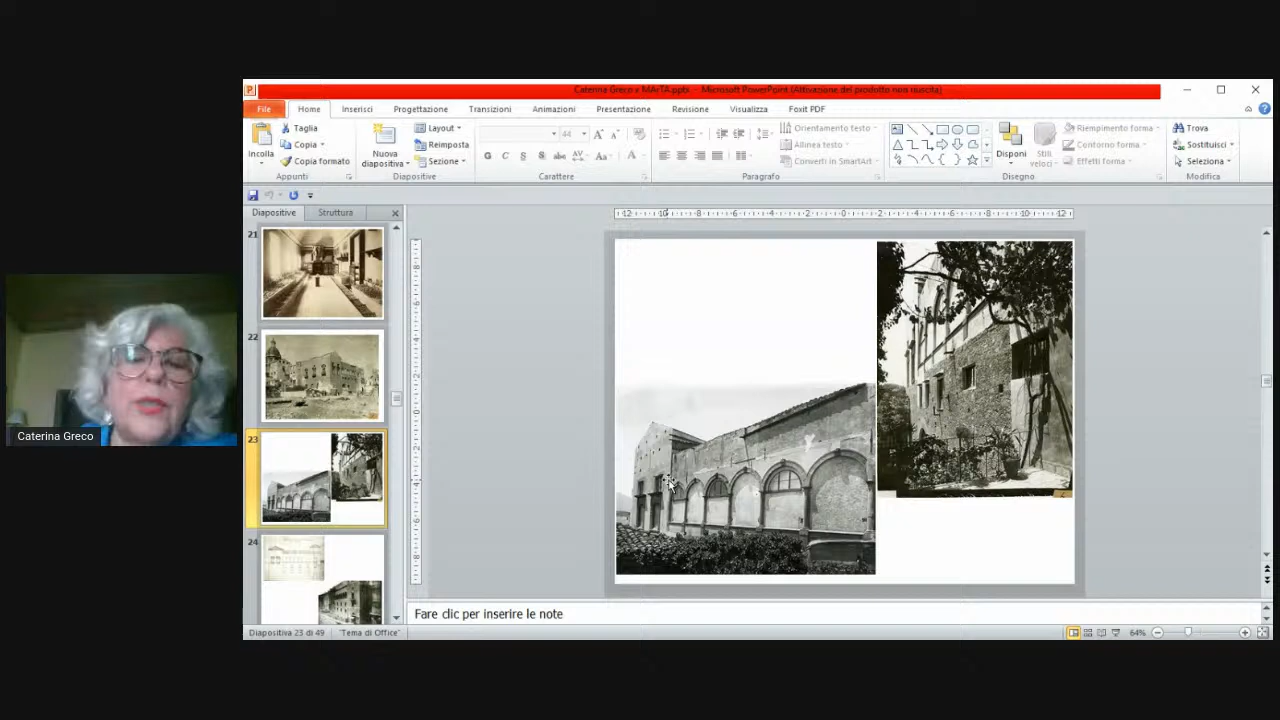 Caterina Greco x MArTA.pptx - Microsoft PowerPoint (Attivazione del prodotto non riuscita)
File Home Inserisci Progettazione Transizioni Animazioni Presentazione Revisione Visualizza Foxit PDF
Incolla
Taglia
Copia
Copia formato
Appunti
Nuova
diapositiva
Layout
Reimposta
Sezione
Diapositive
44
Carattere
Orientamento testo
Allinea testo
Converti in SmartArt
Paragrafo
Disponi
Stili
veloci
Riempimento forma
Contorno forma
Effetti forma
Disegno
Trova
Sostituisci
Seleziona
Modifica
Diapositive Struttura
21
22
23
24
Caterina Greco
Fare clic per inserire le note
Diapositiva 23 di 49 "Tema di Office" 64%